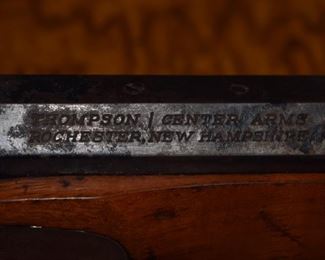 THOMPSON / CENTER ARMS
ROCHESTER, NEW HAMPSHIRE